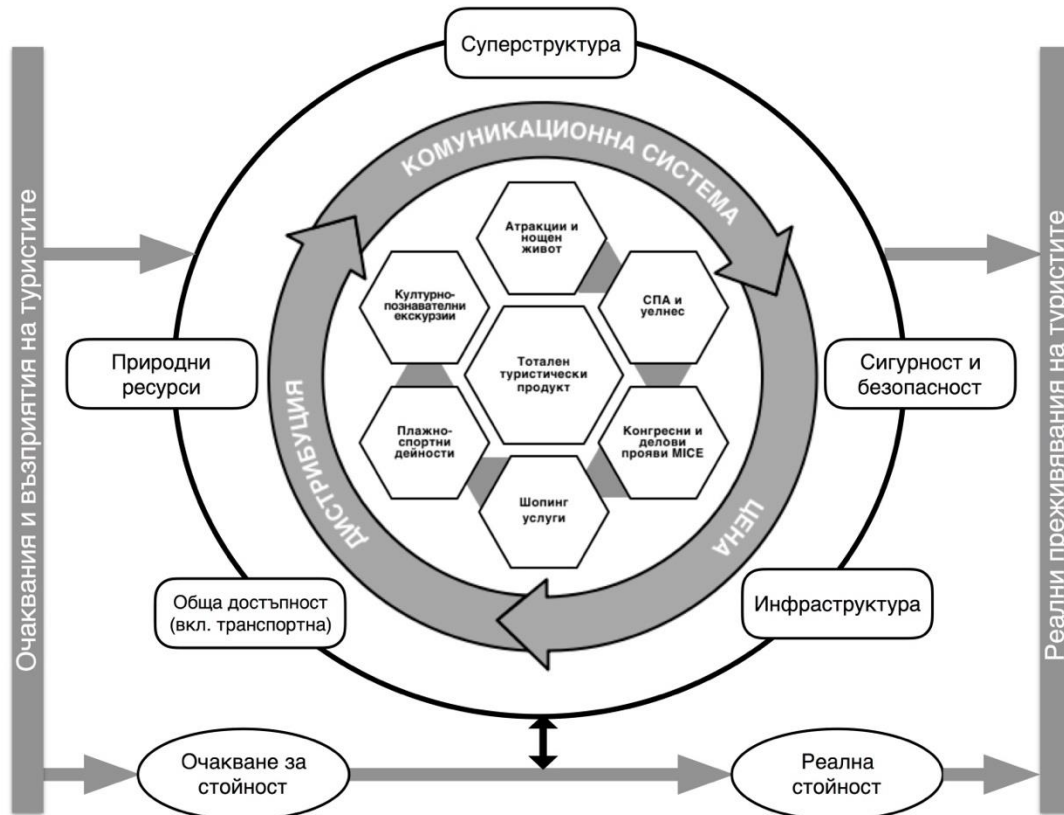 Суперструктура
КОМУНИКАЦИОННА СИСТЕМА
Очаквания и възприятия на туристите
Реални преживявания на туристите
Атракции и
нощен
живот
Културно-
познавателни
екскурзии
СПА и
уелнес
Природни
ресурси
Тотален
туристически
продукт
Сигурност и
безопасност
ДИСТРИБУЦИЯ
Плажно-
спортни
дейности
Конгресни и
делови
прояви MICE
ЦЕНА
Шопинг
услуги
Обща достъпност
(вкл. транспортна)
Инфраструктура
Очакване за
стойност
Реална
стойност